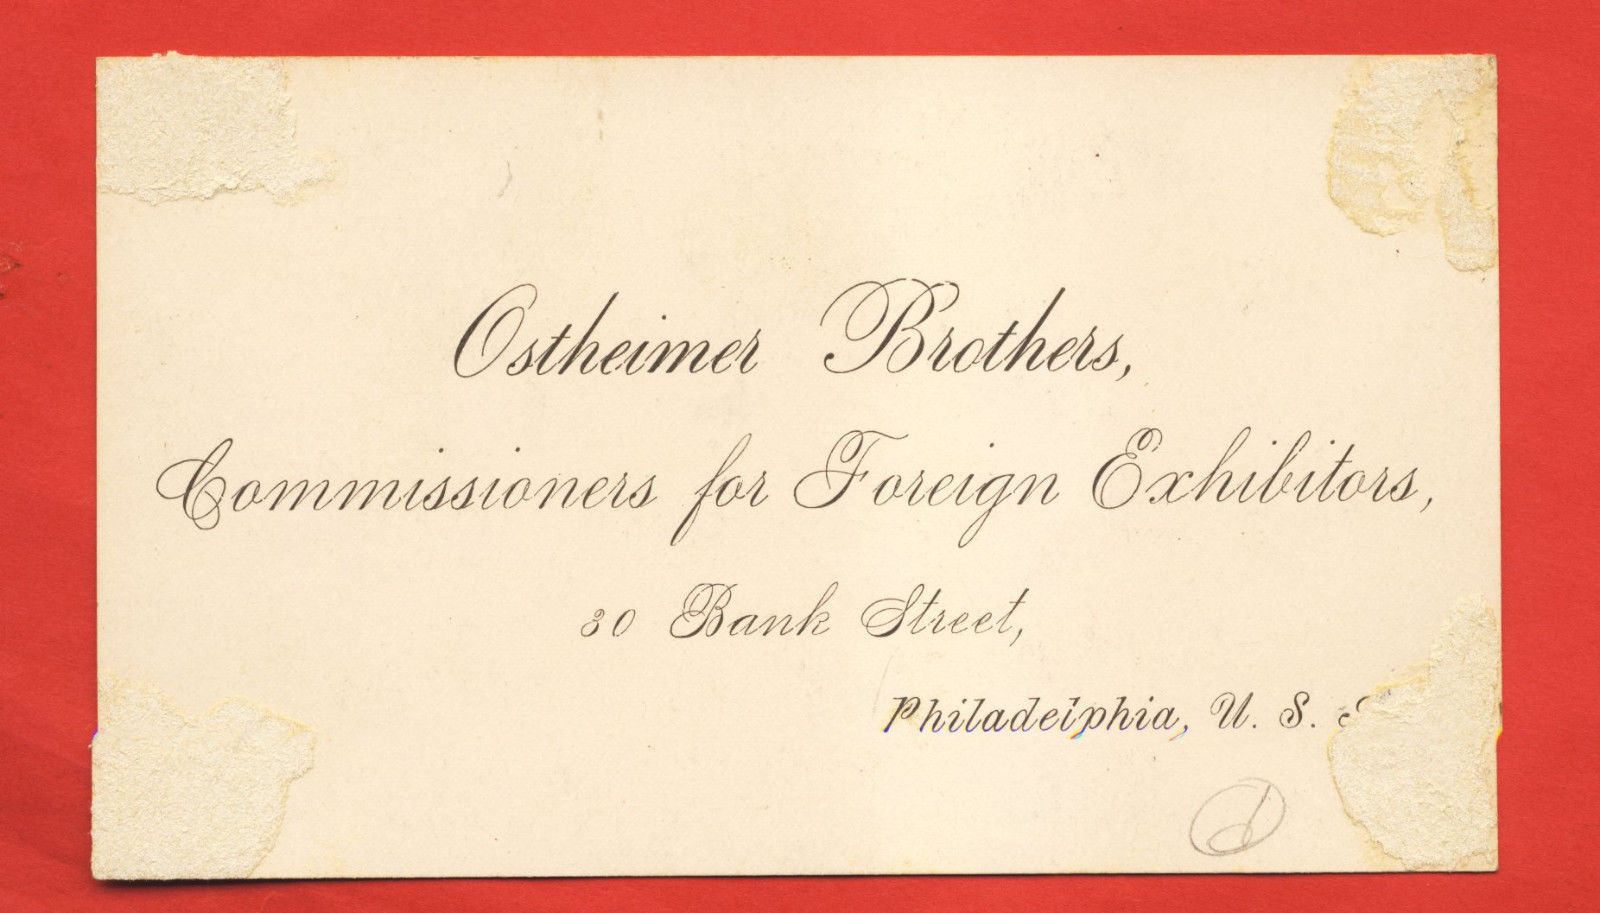 Ostheimer Brothers,
Commissioners for Foreign Exhibitors,
30 Bank Street,
Philadelphia, U. S.